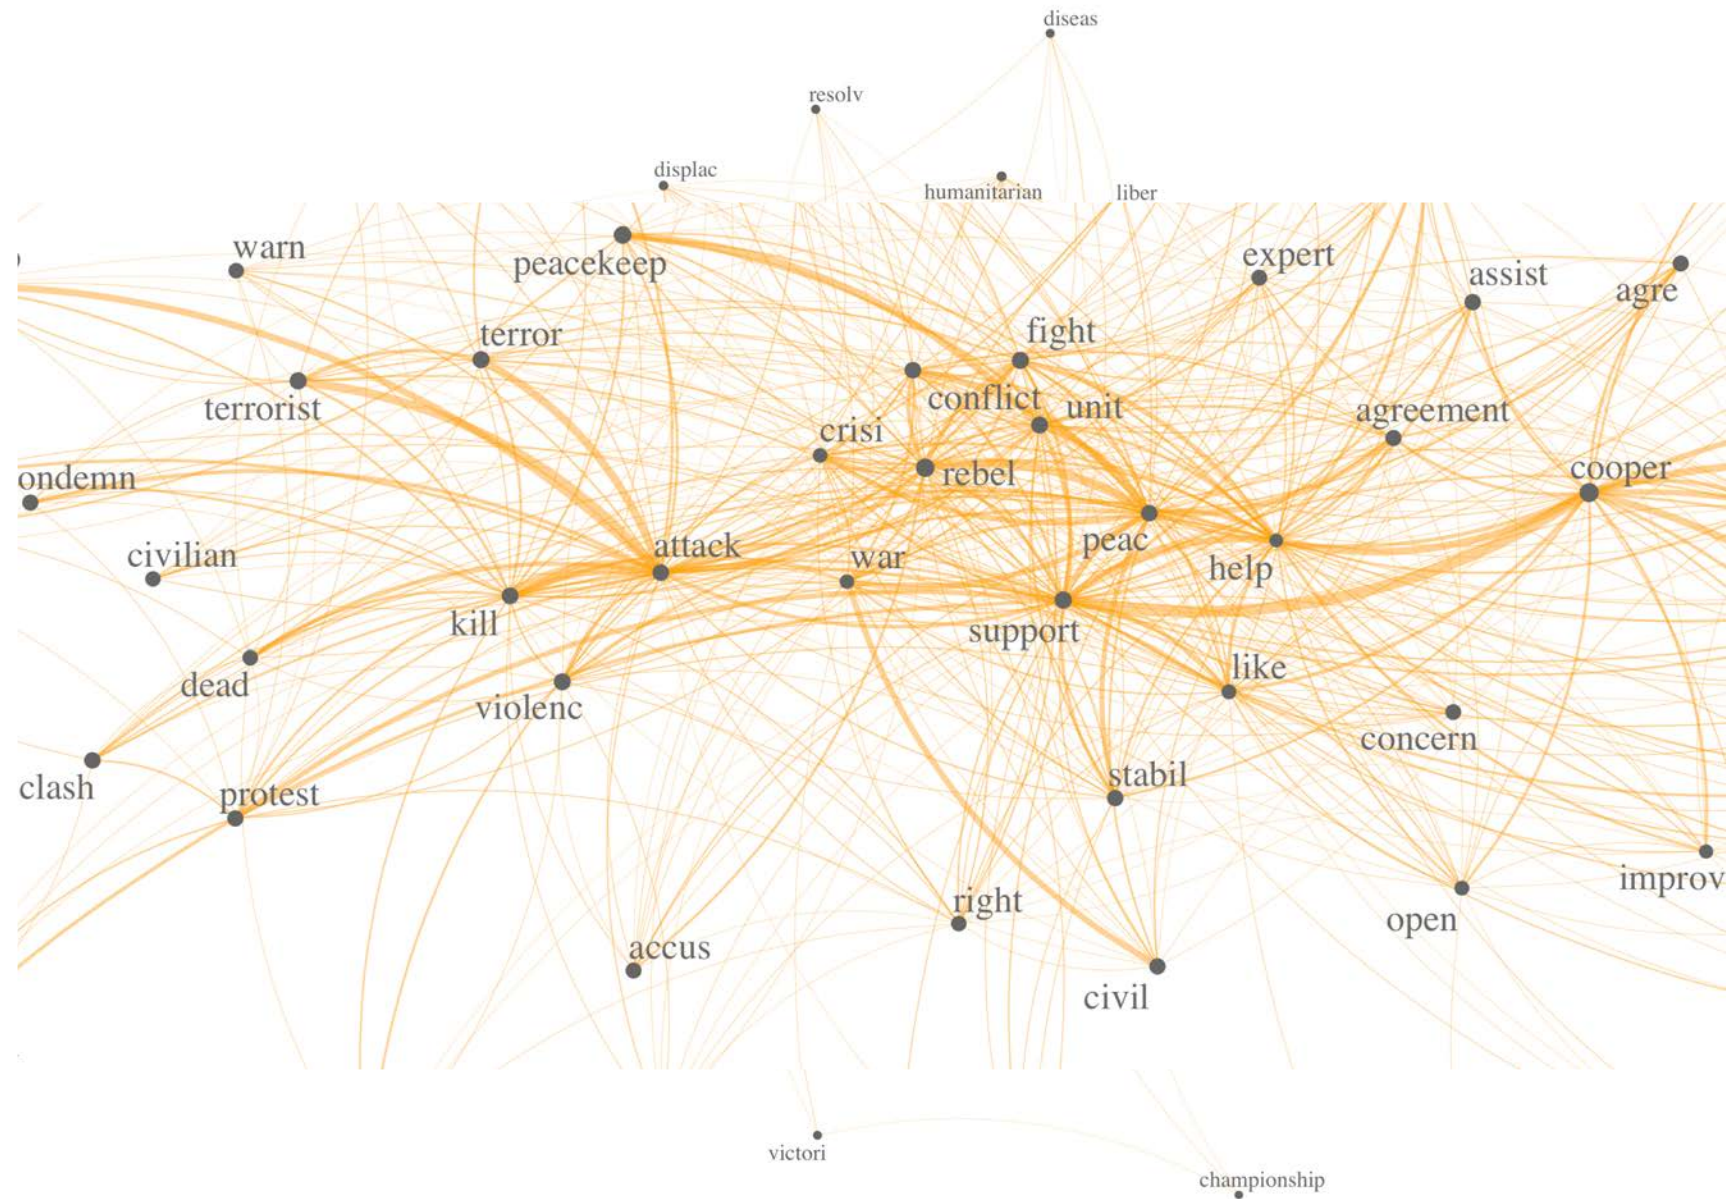 diseas
resolv
displac
humanitarian
liber
warn
peacekeep
expert
assist
agre
terror
fight
terrorist
conflict
unit
agreement
crisi
rebel
cooper
ondemn
civilian
attack
war
peac
help
kill
support
dead
violenc
like
concern
clash
protest
stabil
improv
right
open
accus
civil
victori
championship